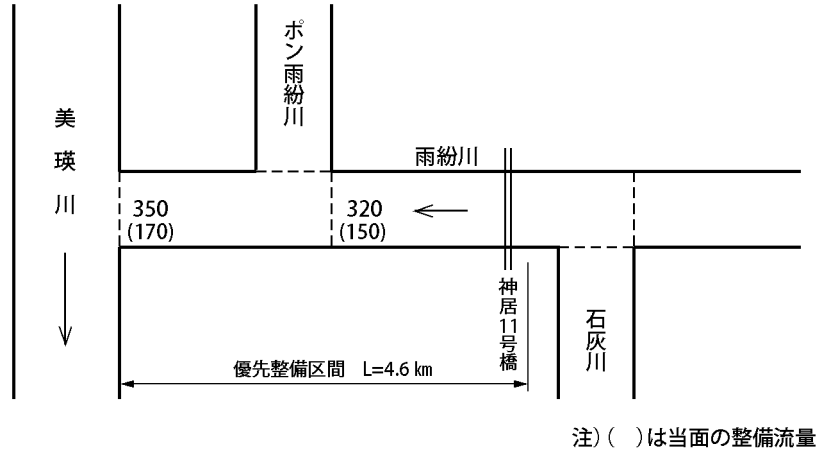 ポン雨紛川
美瑛川
雨紛川
350
(170)
320
(150)
神居11号橋
石灰川
優先整備区間 L=4.6 km
注)( )は当面の整備流量